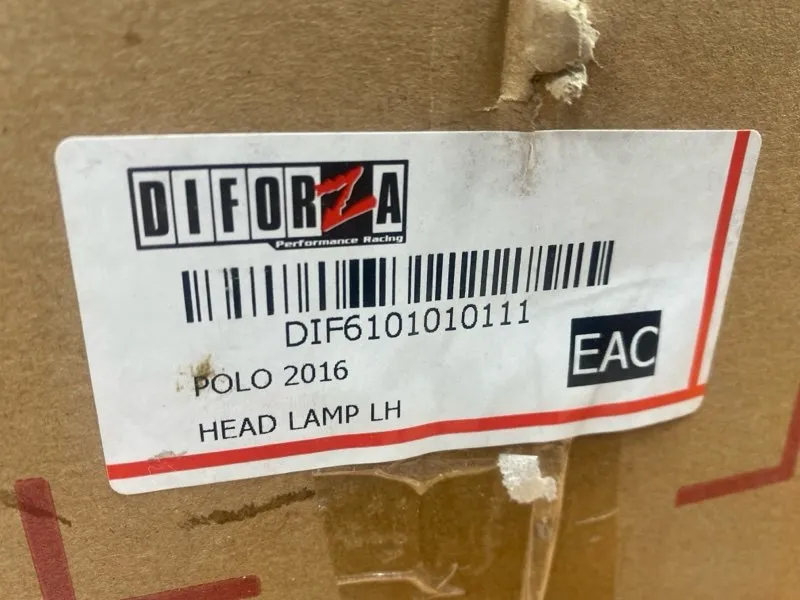 DIFORZA
Performance Racing
DIF6101010111
EAC
POLO 2016
HEAD LAMP LH